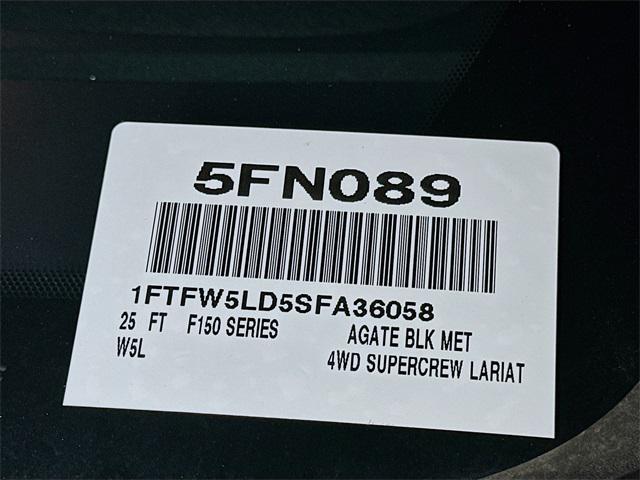 5FN089
1FTFW5LD5SFA36058
25 FT F150 SERIES AGATE BLK MET
W5L 4WD SUPERCREW LARIAT